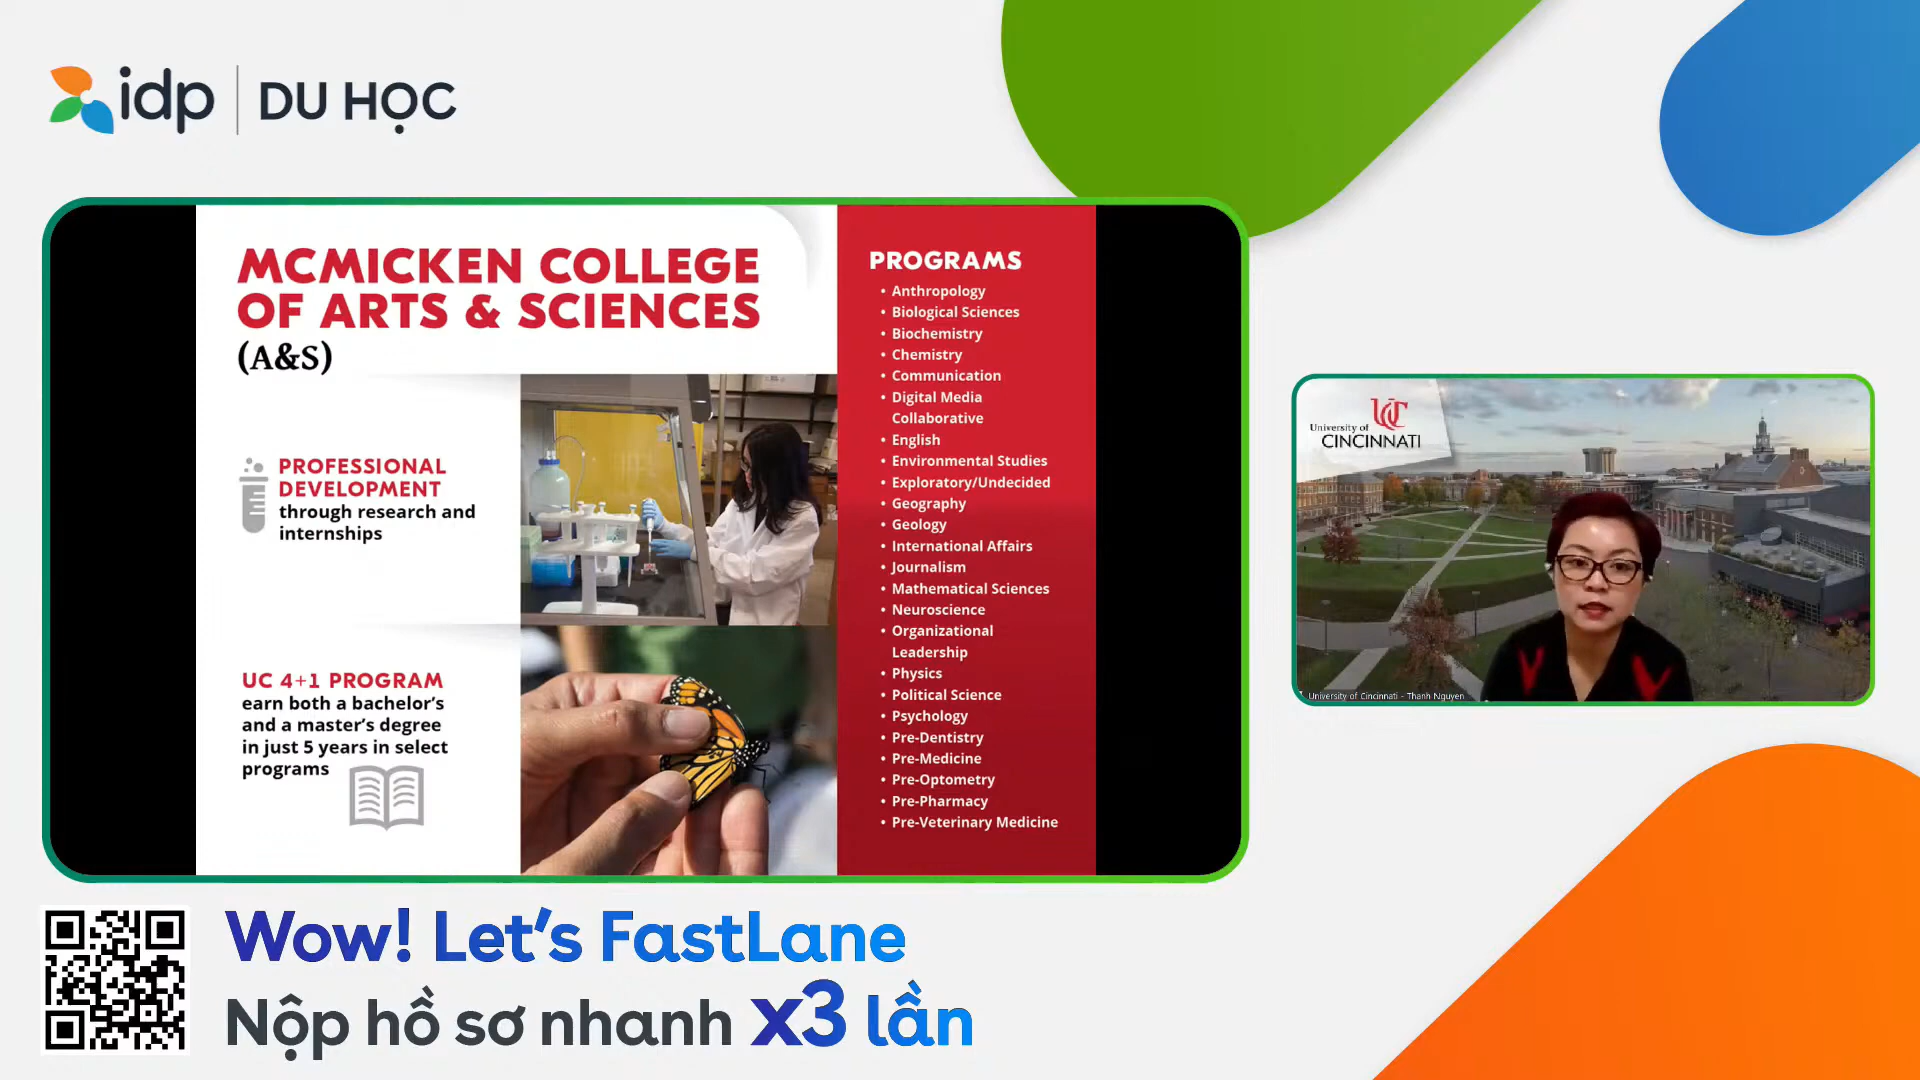 idp DU HỌC
MCMICKEN COLLEGE
OF ARTS & SCIENCES
(A&S)
PROFESSIONAL
DEVELOPMENT
through research and
internships
UC 4+1 PROGRAM
earn both a bachelor's
and a master's degree
in just 5 years in select
programs
PROGRAMS
• Anthropology
• Biological Sciences
• Biochemistry
• Chemistry
• Communication
• Digital Media
Collaborative
• English
• Environmental Studies
• Exploratory/Undecided
• Geography
• Geology
• International Affairs
• Journalism
• Mathematical Sciences
• Neuroscience
• Organizational
Leadership
• Physics
• Political Science
• Psychology
• Pre-Dentistry
• Pre-Medicine
• Pre-Optometry
• Pre-Pharmacy
• Pre-Veterinary Medicine
UC
University of
CINCINNATI
University of Cincinnati - Thanh Nguyen
Wow! Let's FastLane
Nộp hồ sơ nhanh x3 lần